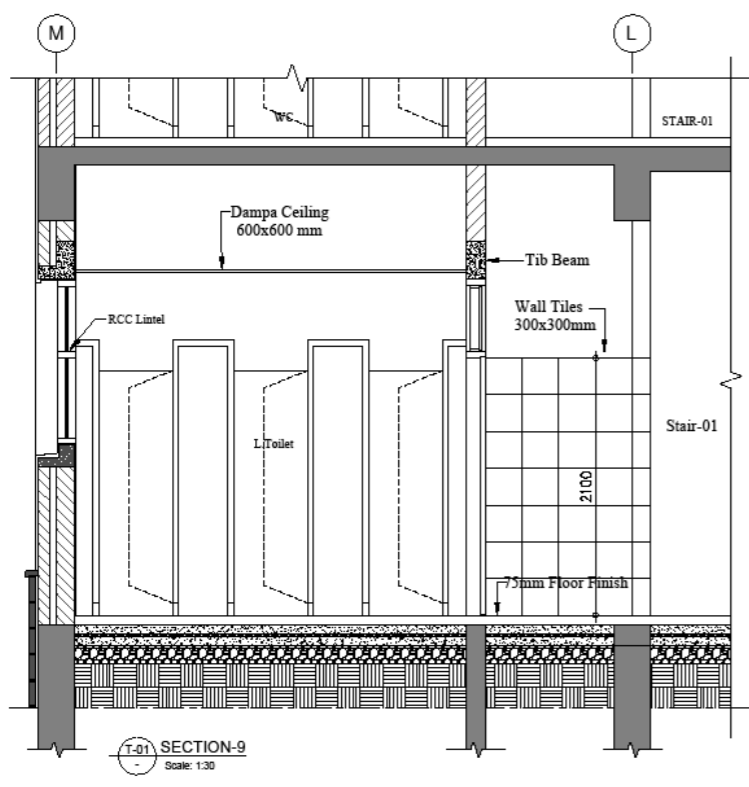 M
L
WC
STAIR-01
Dampa Ceiling
600x600 mm
Tib Beam
RCC Lintel
Wall Tiles
300x300mm
Stair-01
L.Toilet
2100
75mm Floor Finish
T-01
-
SECTION-9
Scale: 1:30